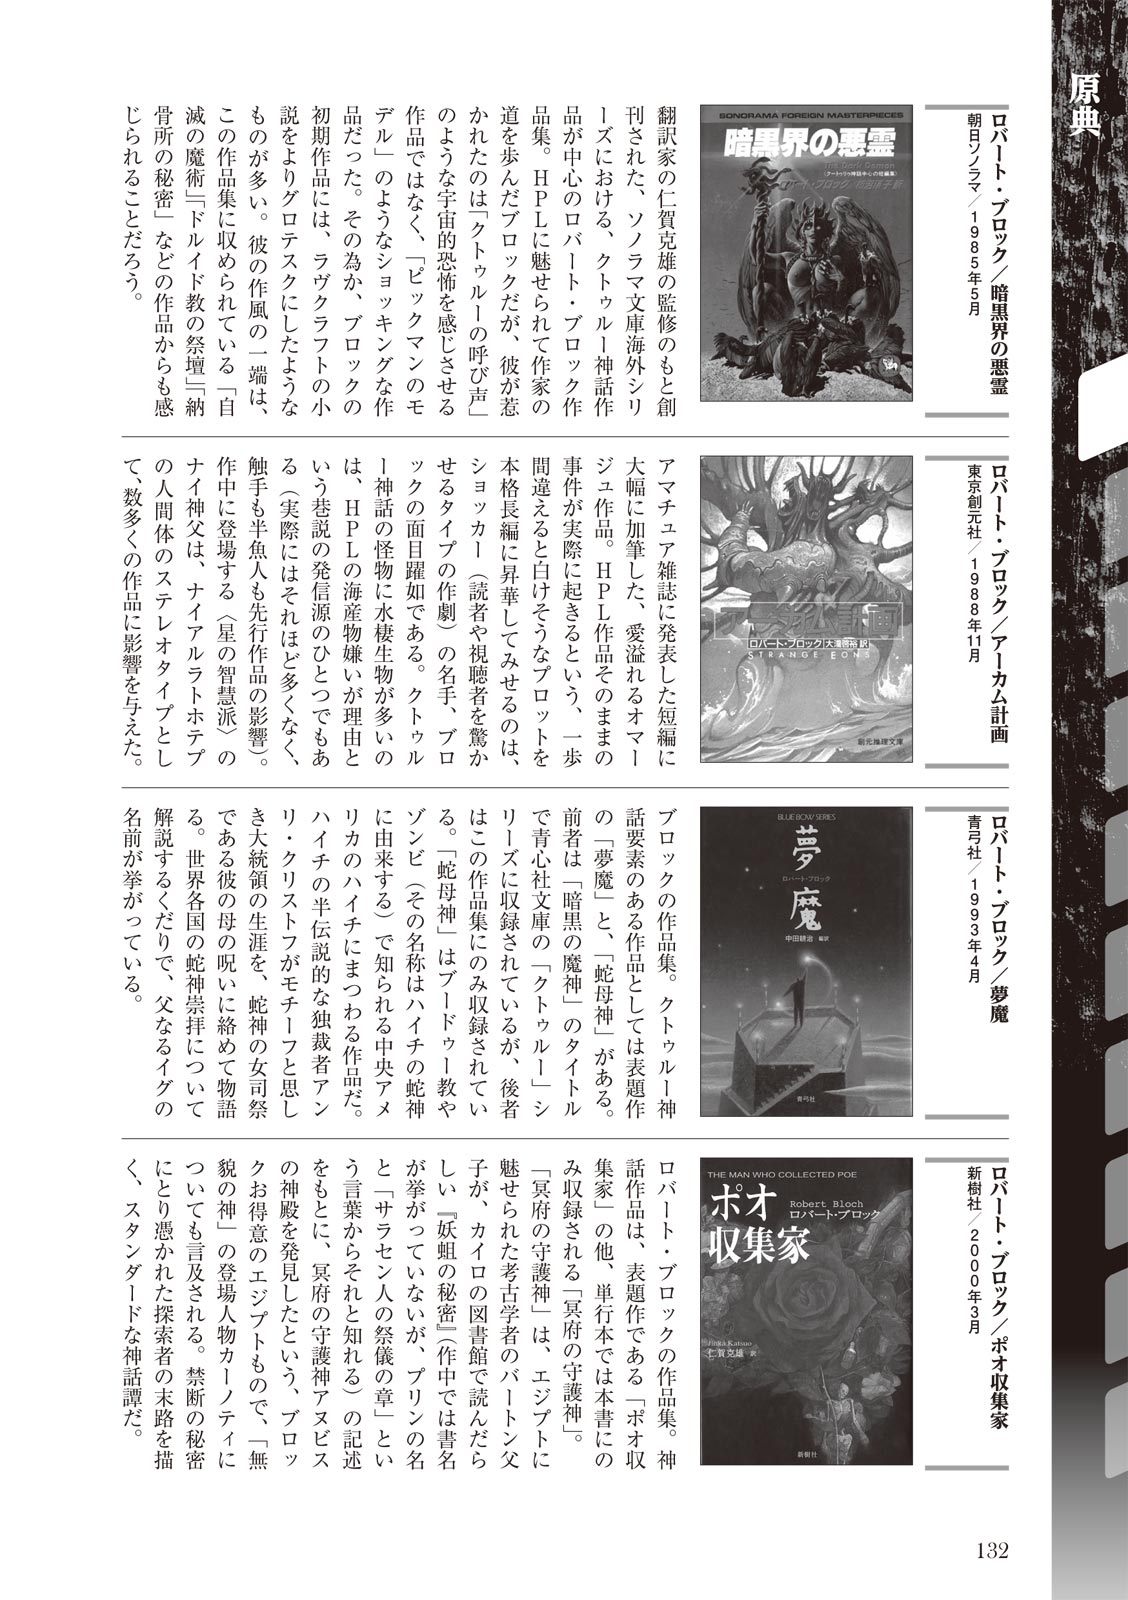 原典
ロバート・ブロック／暗黒界の悪霊
朝日ソノラマ／1985年5月
SONORAMA FOREIGN MASTERPIECES
暗黒界の悪霊
翻訳家の仁賀克雄の監修のもと創
刊された、ソノラマ文庫海外シリ
ーズにおける、クトゥルー神話作
品が中心のロバート・ブロック作
品集。HPLに魅せられて作家の
道を歩んだブロックだが、彼が惹
かれたのは「クトゥルーの呼び声」
のような宇宙的恐怖を感じさせる
作品ではなく、「ピックマンのモ
デル」のようなショッキングな作
品だった。その為か、ブロックの
初期作品には、ラヴクラフトの小
説をよりグロテスクにしたような
ものが多い。彼の作風の一端は、
この作品集に収められている「自
滅の魔術」「ドルイド教の祭壇」「納
骨所の秘密」などの作品からも感
じられることだろう。
ロバート・ブロック／アーカム計画
東京創元社／1988年11月
アーカム計画
ロバート・ブロック 大瀧啓裕 訳
STRANGE EONS
創元推理文庫
アマチュア雑誌に発表した短編に
大幅に加筆した、愛溢れるオマー
ジュ作品。HPL作品そのままの
事件が実際に起きるという、一歩
間違えると白けそうなプロットを
本格長編に昇華してみせるのは、
ショッカー（読者や視聴者を驚か
せるタイプの作劇）の名手、ブロ
ックの面目躍如である。クトゥル
ー神話の怪物に水棲生物が多いの
は、HPLの海産物嫌いが理由と
いう巷説の発信源のひとつでもあ
る（実際にはそれほど多くなく、
触手も半魚人も先行作品の影響）。
作中に登場する〈星の智慧派〉の
ナイ神父は、ナイアルラトホテプ
の人間体のステレオタイプとし
て、数多くの作品に影響を与えた。
ロバート・ブロック／夢魔
青弓社／1993年4月
BLUE BOW SERIES
夢魔
ロバート・ブロック
中田耕治 編訳
青弓社
ブロックの作品集。クトゥルー神
話要素のある作品としては表題作
の「夢魔」と、「蛇母神」がある。
前者は「暗黒の魔神」のタイトル
で青心社文庫の「クトゥルー」シ
リーズに収録されているが、後者
はこの作品集にのみ収録されてい
る。「蛇母神」はブードゥー教や
ゾンビ（その名称はハイチの蛇神
に由来する）で知られる中央アメ
リカのハイチにまつわる作品だ。
ハイチの半伝説的な独裁者アン
リ・クリストフがモチーフと思し
き大統領の生涯を、蛇神の女司祭
である彼の母の呪いに絡めて物語
る。世界各国の蛇神崇拝について
解説するくだりで、父なるイグの
名前が挙がっている。
ロバート・ブロック／ポオ収集家
新樹社／2000年3月
THE MAN WHO COLLECTED POE
ポオ
収集家
Robert Bloch
ロバート・ブロック
Jinka Katsuo
仁賀克雄 訳
新樹社
ロバート・ブロックの作品集。神
話作品は、表題作である「ポオ収
集家」の他、単行本では本書にの
み収録される「冥府の守護神」。
「冥府の守護神」は、エジプトに
魅せられた考古学者のバートン父
子が、カイロの図書館で読んだら
しい『妖蛆の秘密』（作中では書名
が挙がっていないが、プリンの名
と「サラセン人の祭儀の章」とい
う言葉からそれと知れる）の記述
をもとに、冥府の守護神アヌビス
の神殿を発見したという、ブロッ
クお得意のエジプトもので、「無
貌の神」の登場人物カーノティに
ついても言及される。禁断の秘密
にとり憑かれた探索者の末路を描
く、スタンダードな神話譚だ。
132